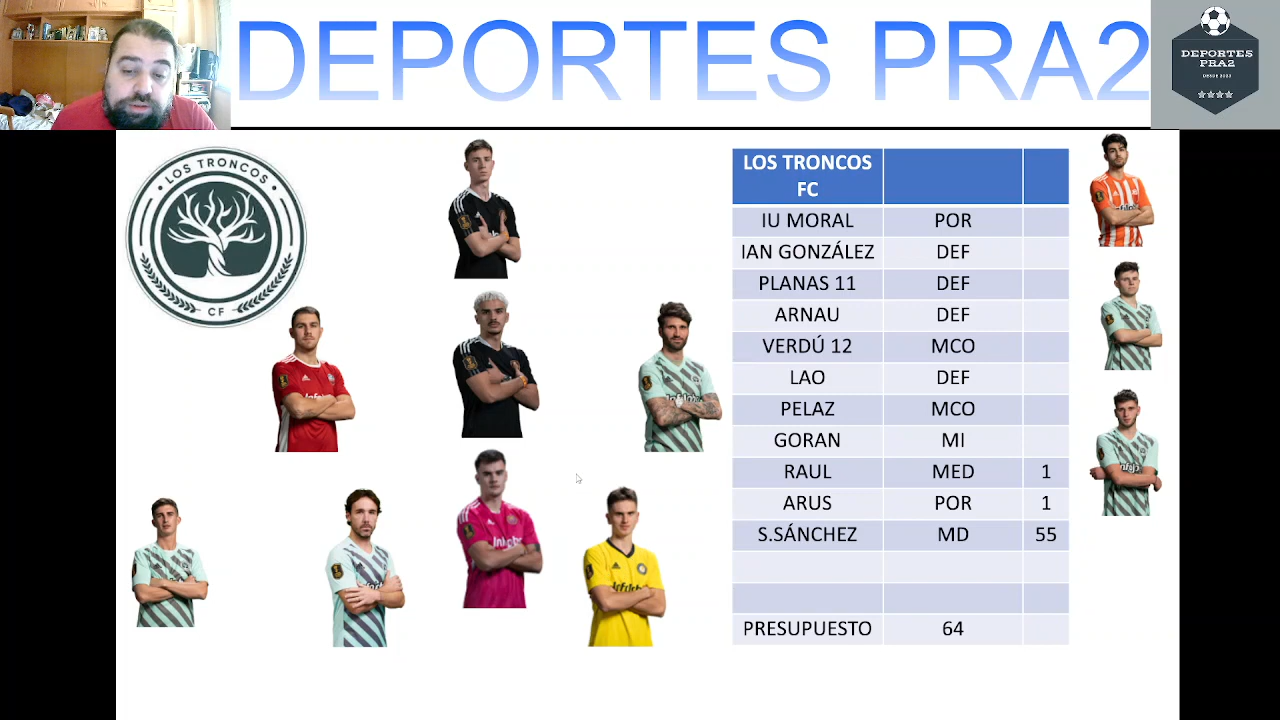 DEPORTES PRA2
DEPORTES
PRA2
DESDE 2023
LOS TRONCOS
CF
LOS TRONCOS
FC
IU MORAL POR
IAN GONZÁLEZ DEF
PLANAS 11 DEF
ARNAU DEF
VERDÚ 12 MCO
LAO DEF
PELAZ MCO
GORAN MI
RAUL MED 1
ARUS POR 1
S.SÁNCHEZ MD 55
PRESUPUESTO 64